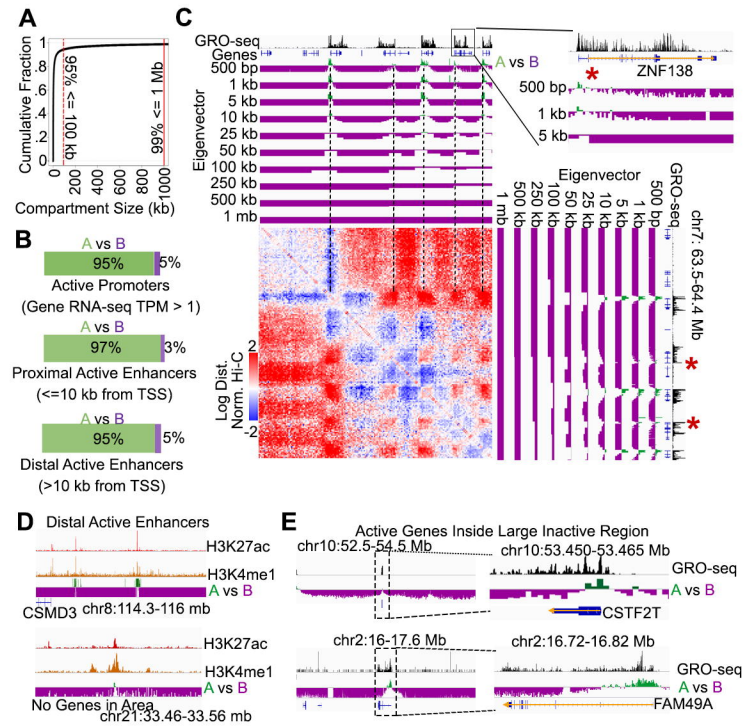 A
Cumulative Fraction
1
.8
.6
.4
.2
0
95% <= 100 kb
99% <= 1 Mb
0
200
400
600
800
1000
Compartment Size (kb)
B
A vs B
95%
5%
Active Promoters
(Gene RNA-seq TPM > 1)
A vs B
97%
3%
Proximal Active Enhancers
(<=10 kb from TSS)
A vs B
95%
5%
Distal Active Enhancers
(>10 kb from TSS)
C
GRO-seq
Genes
A vs B
Eigenvector
500 bp
1 kb
5 kb
10 kb
25 kb
50 kb
100 kb
250 kb
500 kb
1 mb
ZNF138
*
500 bp
1 kb
5 kb
Eigenvector
1 mb
500 kb
250 kb
100 kb
50 kb
25 kb
10 kb
5 kb
1 kb
500 bp
GRO-seq
chr7: 63.5-64.4 Mb
*
*
Log Dist.
Norm. Hi-C
2
-2
D
Distal Active Enhancers
H3K27ac
H3K4me1
A vs B
CSMD3
chr8:114.3-116 mb
H3K27ac
H3K4me1
A vs B
No Genes in Area
chr21:33.46-33.56 mb
E
Active Genes Inside Large Inactive Region
chr10:52.5-54.5 Mb
chr10:53.450-53.465 Mb
GRO-seq
A vs B
CSTF2T
chr2:16-17.6 Mb
chr2:16.72-16.82 Mb
GRO-seq
A vs B
FAM49A